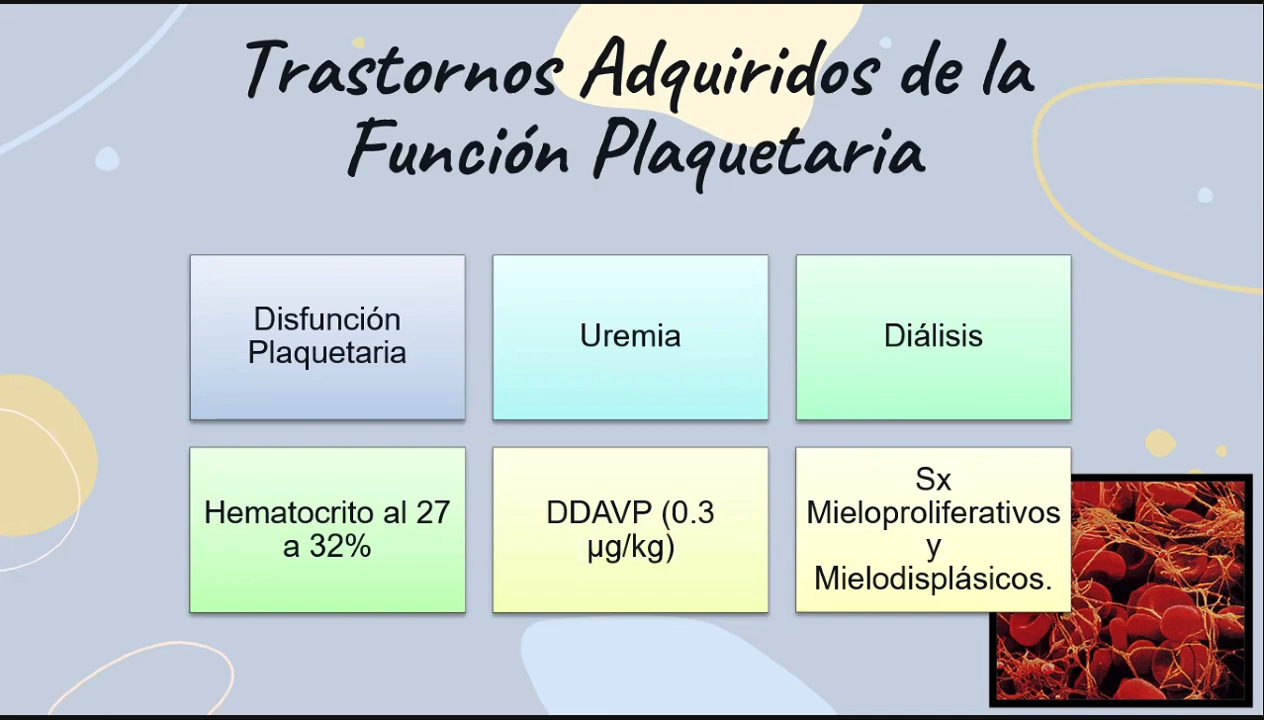 Trastornos Adquiridos de la
Función Plaquetaria
Disfunción
Plaquetaria
Uremia
Diálisis
Hematocrito al 27
a 32%
DDAVP (0.3
µg/kg)
Sx
Mieloproliferativos
y
Mielodisplásicos.